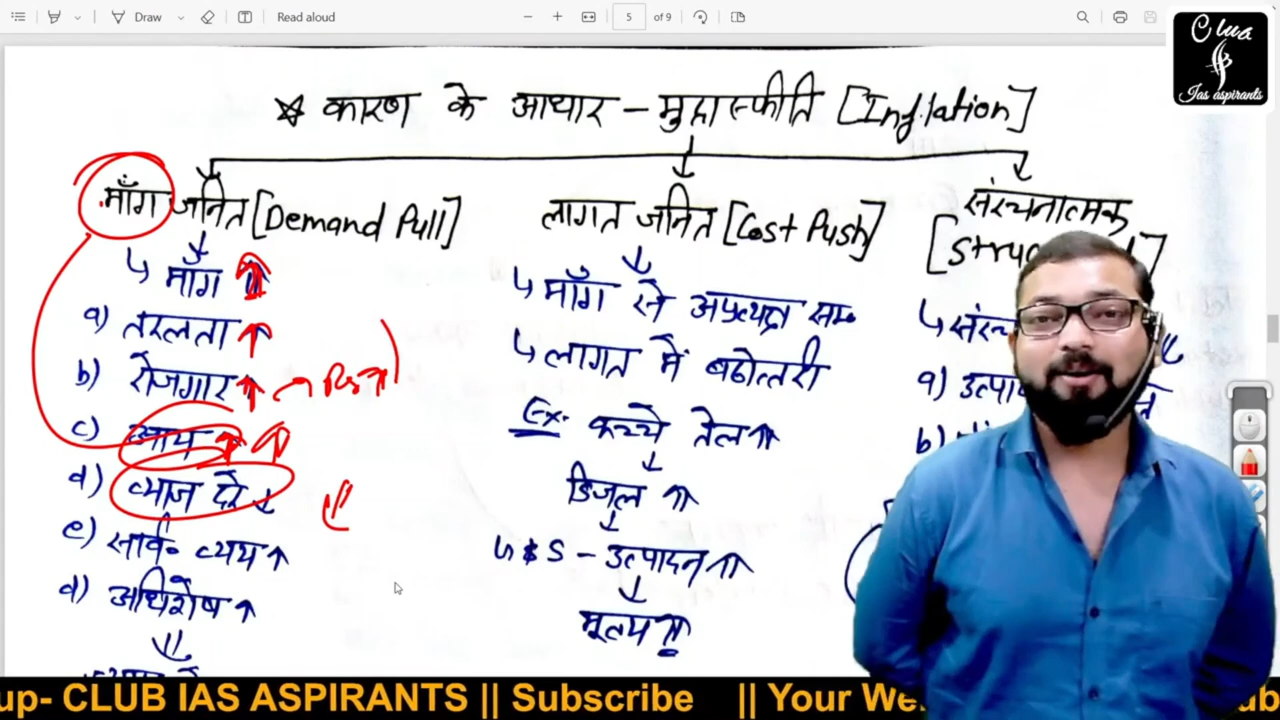 Draw
Read aloud
5 of 9
Club
Ias aspirants
* कारण के आधार - मुद्रास्फीति [Inflation]
माँग जनित [Demand Pull]
लागत जनित [Cost Push]
संरचनात्मक
↳ माँग ⇑
a) तरलता ↑
b) रोजगार ↑
c) आय ↑
d) ब्याज दरे ↓
e) सार्व॰ व्यय ↑
d) अधिशेष ↑
↳ माँग से अप्रत्यक्ष सम॰
↳ लागत में बढोत्तरी
Ex. कच्चे तेल ⇑
↓
डिजल ⇑
↓
उत्पादन ⇑
↓
मूल्य ⇑
a)
b)
up- CLUB IAS ASPIRANTS || Subscribe || Your We